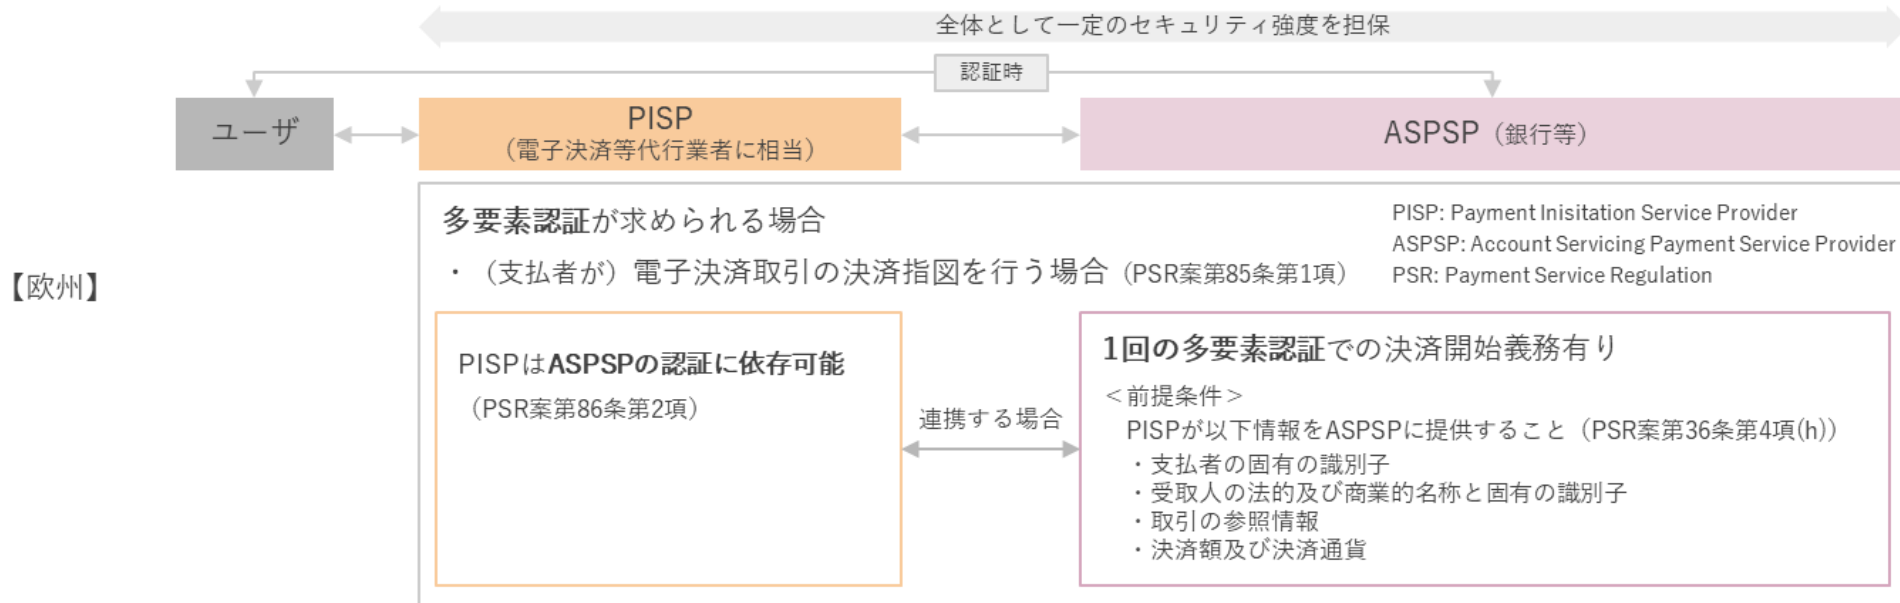 全体として一定のセキュリティ強度を担保
認証時
ユーザ
PISP
（電子決済等代行業者に相当）
ASPSP（銀行等）
【欧州】
多要素認証が求められる場合
・（支払者が）電子決済取引の決済指図を行う場合（PSR案第85条第1項）
PISP: Payment Inisitation Service Provider
ASPSP: Account Servicing Payment Service Provider
PSR: Payment Service Regulation
PISPはASPSPの認証に依存可能
（PSR案第86条第2項）
連携する場合
1回の多要素認証での決済開始義務有り
＜前提条件＞
PISPが以下情報をASPSPに提供すること（PSR案第36条第4項(h)）
・支払者の固有の識別子
・受取人の法的及び商業的名称と固有の識別子
・取引の参照情報
・決済額及び決済通貨